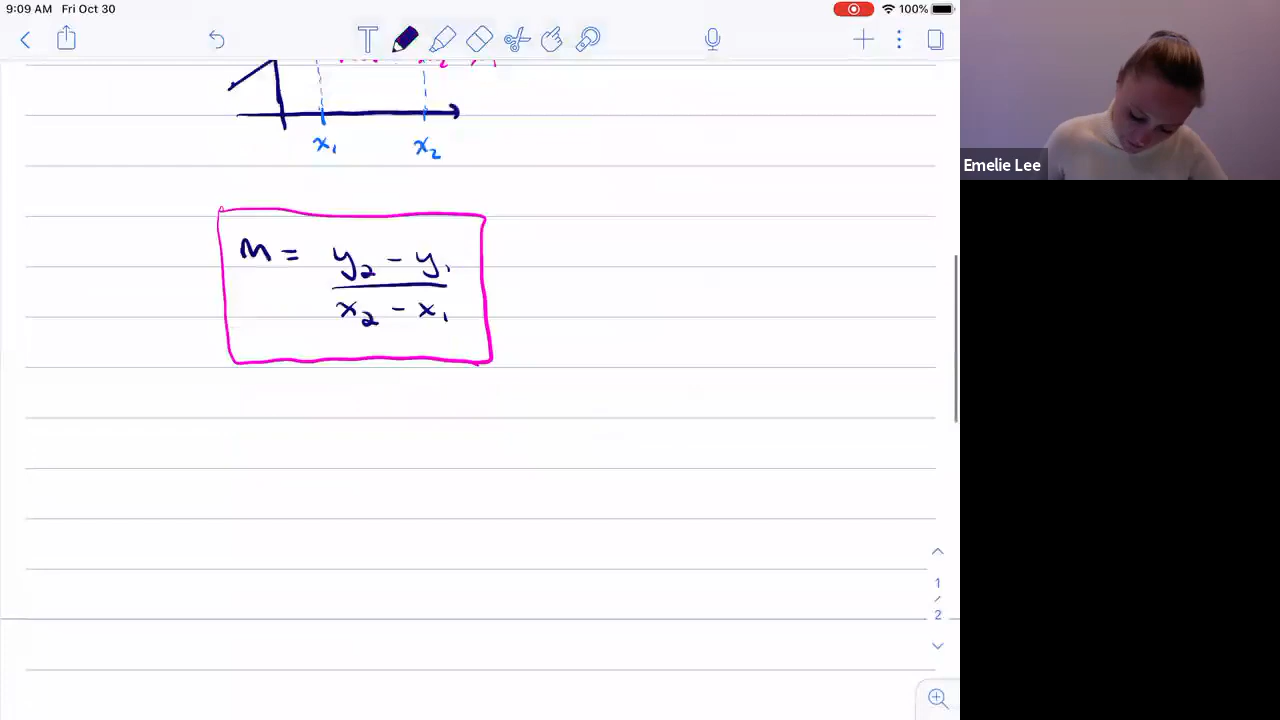 9:09 AM Fri Oct 30
100%
T
x₁ x₂
m = y₂ - y₁
x₂ - x₁
Emelie Lee
1
/
2